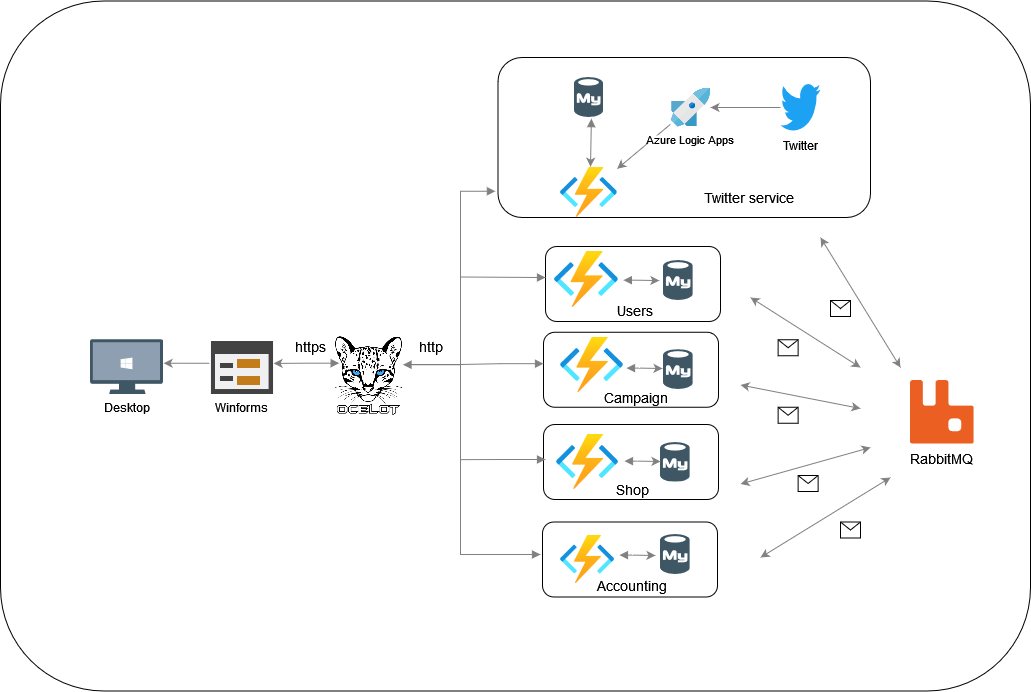 My
Azure Logic Apps
Twitter
Twitter service
My
Users
https
http
My
Campaign
Desktop
Winforms
OCELOT
RabbitMQ
My
Shop
My
Accounting